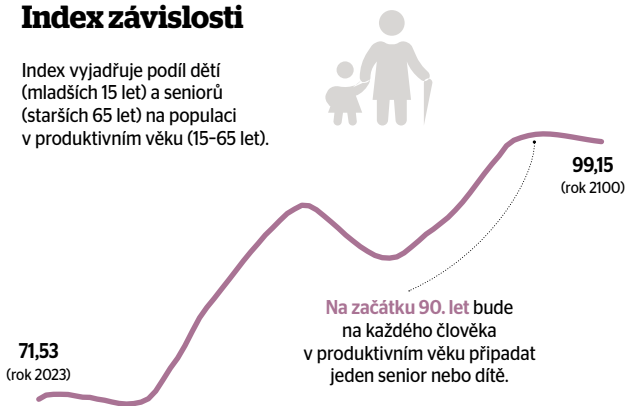 Index závislosti
Index vyjadřuje podíl dětí
(mladších 15 let) a seniorů
(starších 65 let) na populaci
v produktivním věku (15–65 let).
99,15
(rok 2100)
Na začátku 90. let bude
na každého člověka
v produktivním věku připadat
jeden senior nebo dítě.
71,53
(rok 2023)